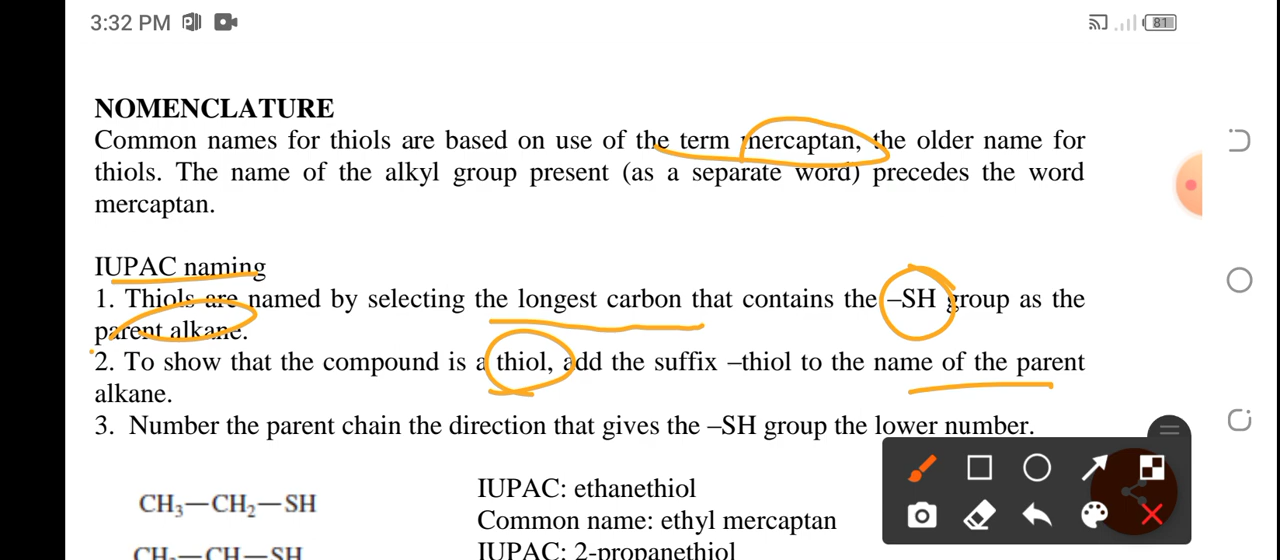 3:32 PM
81
NOMENCLATURE
Common names for thiols are based on use of the term mercaptan, the older name for
thiols. The name of the alkyl group present (as a separate word) precedes the word
mercaptan.
IUPAC naming
1. Thiols are named by selecting the longest carbon that contains the –SH group as the
parent alkane.
2. To show that the compound is a thiol, add the suffix –thiol to the name of the parent
alkane.
3. Number the parent chain the direction that gives the –SH group the lower number.
CH₃—CH₂—SH
IUPAC: ethanethiol
Common name: ethyl mercaptan
CH₃—CH—SH
IUPAC: 2-propanethiol